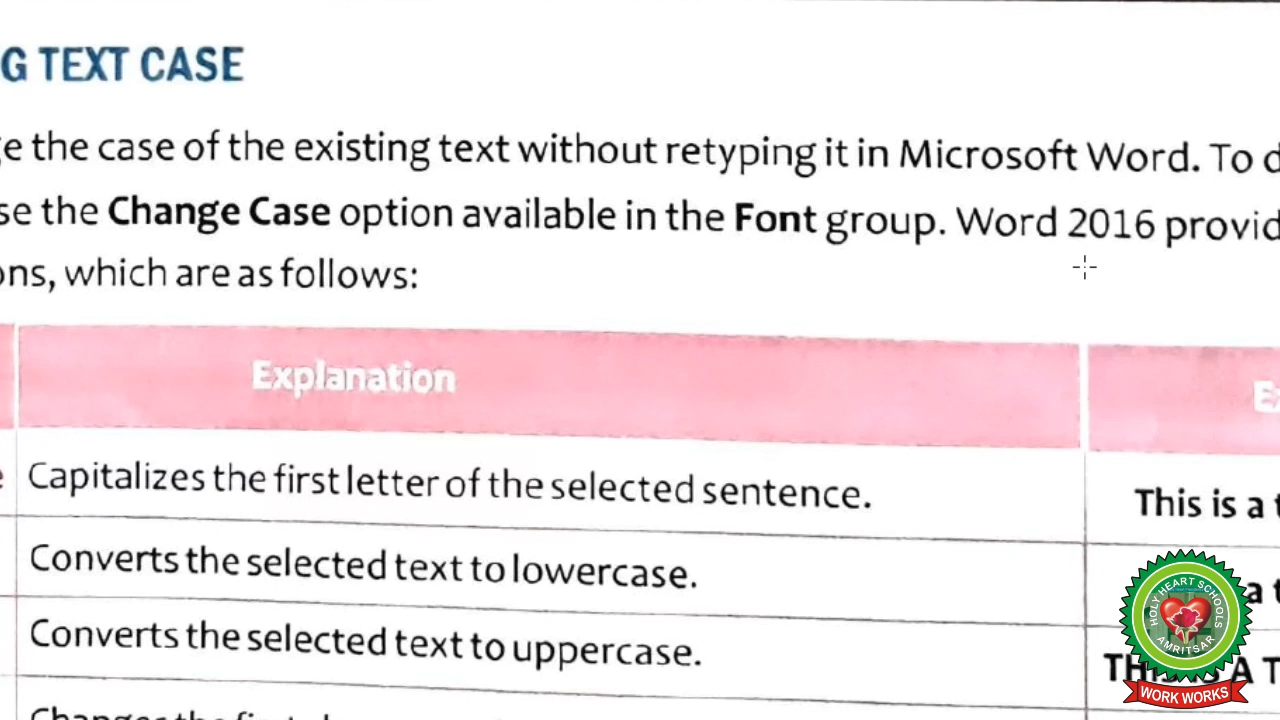 G TEXT CASE
e the case of the existing text without retyping it in Microsoft Word. To d
se the Change Case option available in the Font group. Word 2016 provid
ons, which are as follows:
Explanation E
e Capitalizes the first letter of the selected sentence. This is a t
Converts the selected text to lowercase. a t
Converts the selected text to uppercase. TH A T
HOLY HEART SCHOOLS
AMRITSAR
WORK WORKS